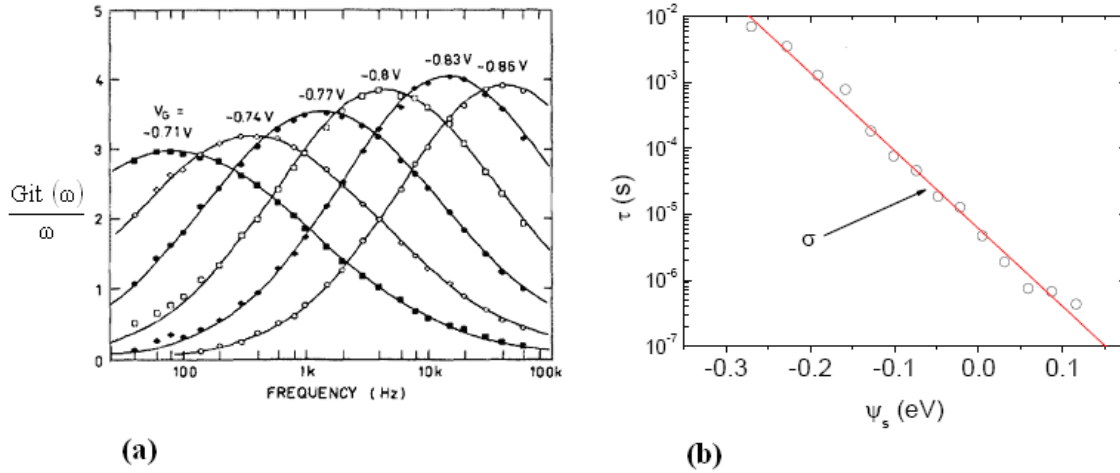 5
4
3
2
1
0
V_G =
-0.71V
-0.74V
-0.77V
-0.8V
-0.83V
-0.86V
Git (ω)
ω
100
1k
10k
100k
FREQUENCY (Hz)
(a)
10⁻²
10⁻³
10⁻⁴
10⁻⁵
10⁻⁶
10⁻⁷
τ (s)
σ
-0.3 -0.2 -0.1 0.0 0.1
ψₛ (eV)
(b)